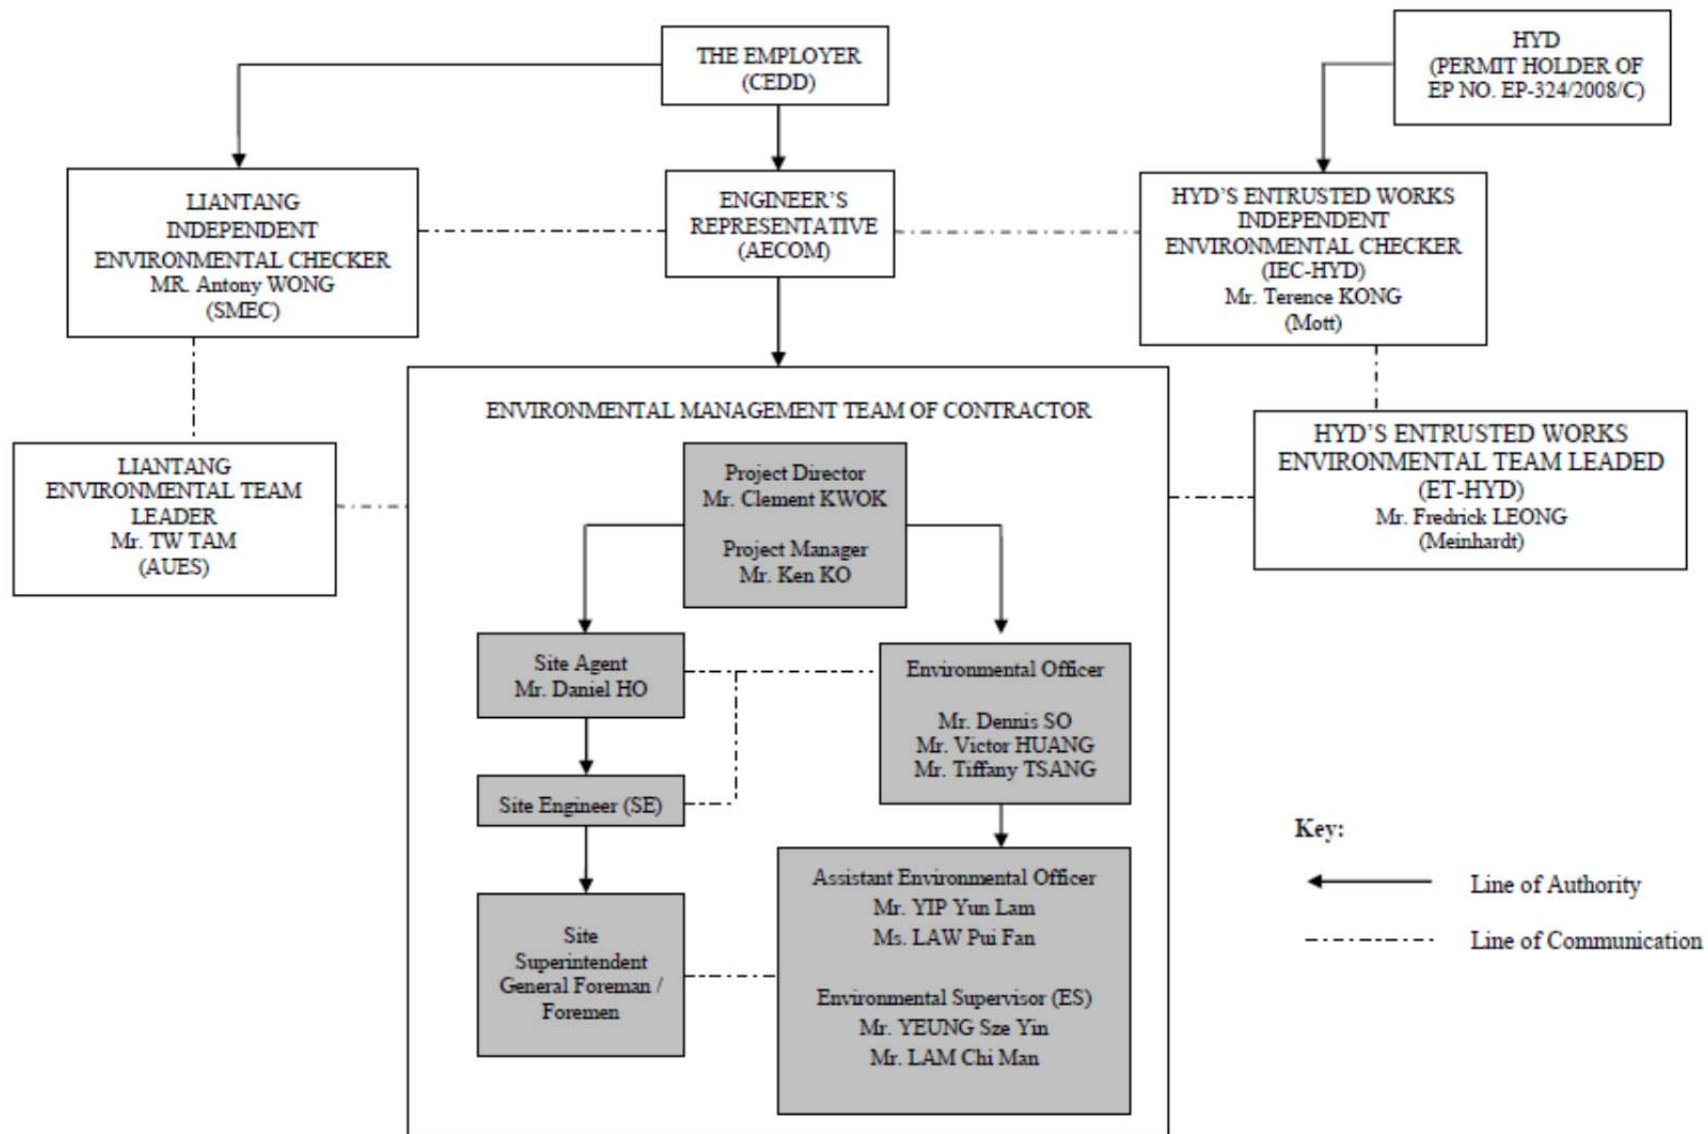 THE EMPLOYER
(CEDD)
HYD
(PERMIT HOLDER OF
EP NO. EP-324/2008/C)
LIANTANG
INDEPENDENT
ENVIRONMENTAL CHECKER
MR. Antony WONG
(SMEC)
ENGINEER'S
REPRESENTATIVE
(AECOM)
HYD'S ENTRUSTED WORKS
INDEPENDENT
ENVIRONMENTAL CHECKER
(IEC-HYD)
Mr. Terence KONG
(Mott)
LIANTANG
ENVIRONMENTAL TEAM
LEADER
Mr. TW TAM
(AUES)
ENVIRONMENTAL MANAGEMENT TEAM OF CONTRACTOR
HYD'S ENTRUSTED WORKS
ENVIRONMENTAL TEAM LEADED
(ET-HYD)
Mr. Fredrick LEONG
(Meinhardt)
Project Director
Mr. Clement KWOK
Project Manager
Mr. Ken KO
Site Agent
Mr. Daniel HO
Environmental Officer
Mr. Dennis SO
Mr. Victor HUANG
Mr. Tiffany TSANG
Site Engineer (SE)
Site
Superintendent
General Foreman /
Foremen
Assistant Environmental Officer
Mr. YIP Yun Lam
Ms. LAW Pui Fan
Environmental Supervisor (ES)
Mr. YEUNG Sze Yin
Mr. LAM Chi Man
Key:
Line of Authority
Line of Communication